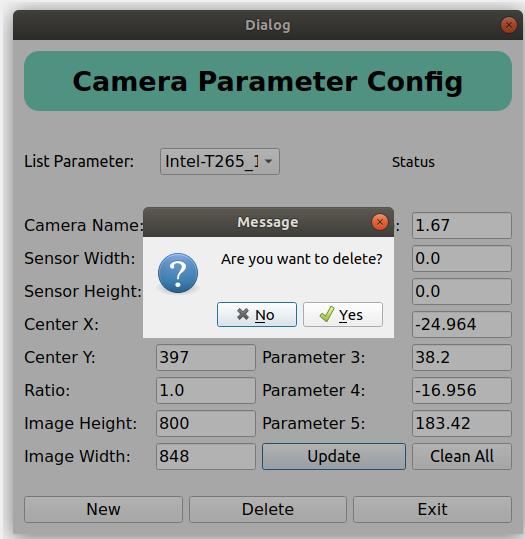 Dialog
Camera Parameter Config
List Parameter: Intel-T265_1 Status
Camera Name: : 1.67
Sensor Width: 0.0
Sensor Height: 0.0
Center X: -24.964
Message
Are you want to delete?
No Yes
Center Y: 397 Parameter 3: 38.2
Ratio: 1.0 Parameter 4: -16.956
Image Height: 800 Parameter 5: 183.42
Image Width: 848 Update Clean All
New Delete Exit